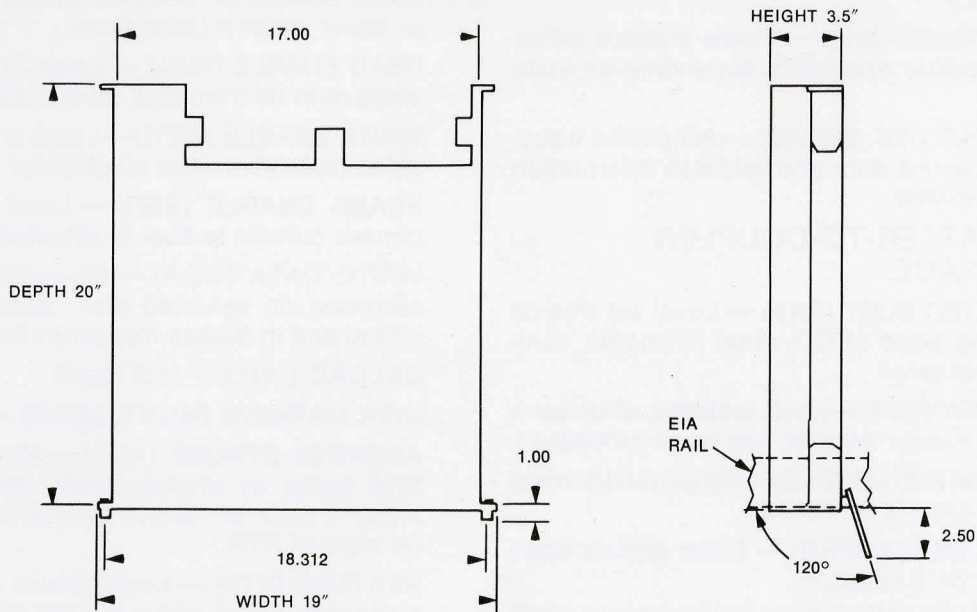 HEIGHT 3.5"
17.00
DEPTH 20"
EIA
RAIL
1.00
18.312
2.50
120°
WIDTH 19"